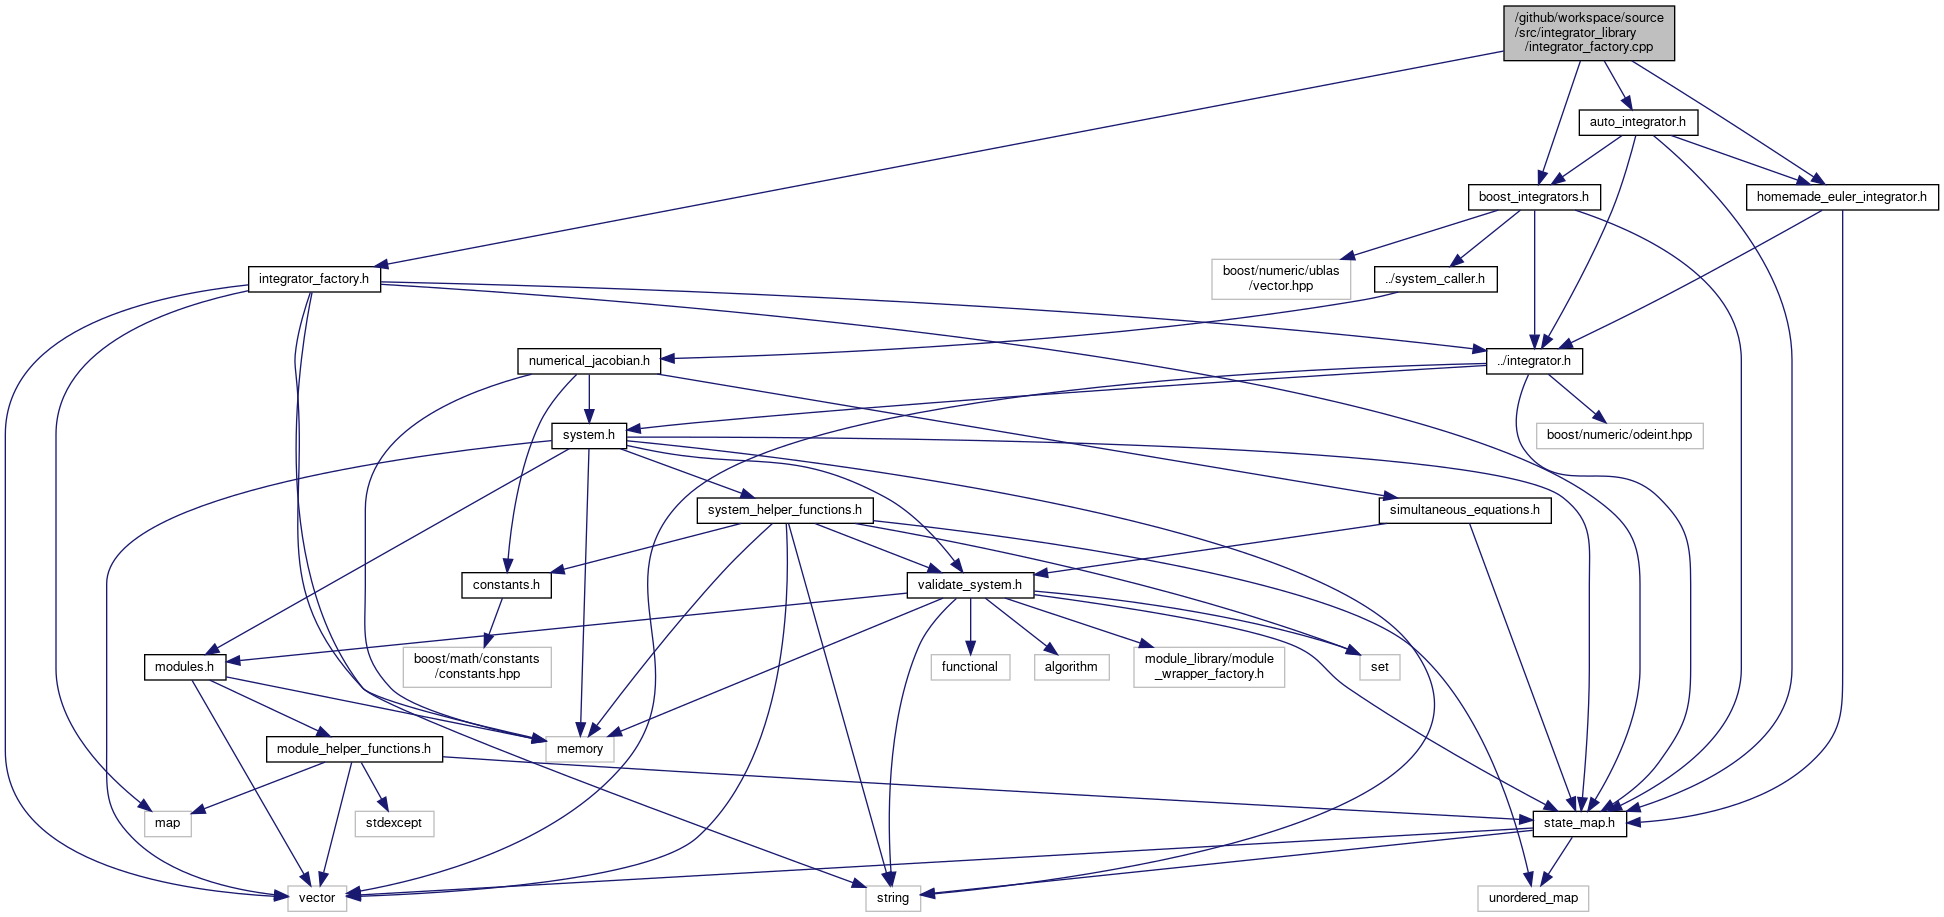 /github/workspace/source
/src/integrator_library
/integrator_factory.cpp
auto_integrator.h
boost_integrators.h
homemade_euler_integrator.h
integrator_factory.h
boost/numeric/ublas
/vector.hpp
../system_caller.h
numerical_jacobian.h
../integrator.h
system.h
boost/numeric/odeint.hpp
system_helper_functions.h
simultaneous_equations.h
constants.h
validate_system.h
modules.h
boost/math/constants
/constants.hpp
functional
algorithm
module_library/module
_wrapper_factory.h
set
module_helper_functions.h
memory
map
stdexcept
state_map.h
vector
string
unordered_map